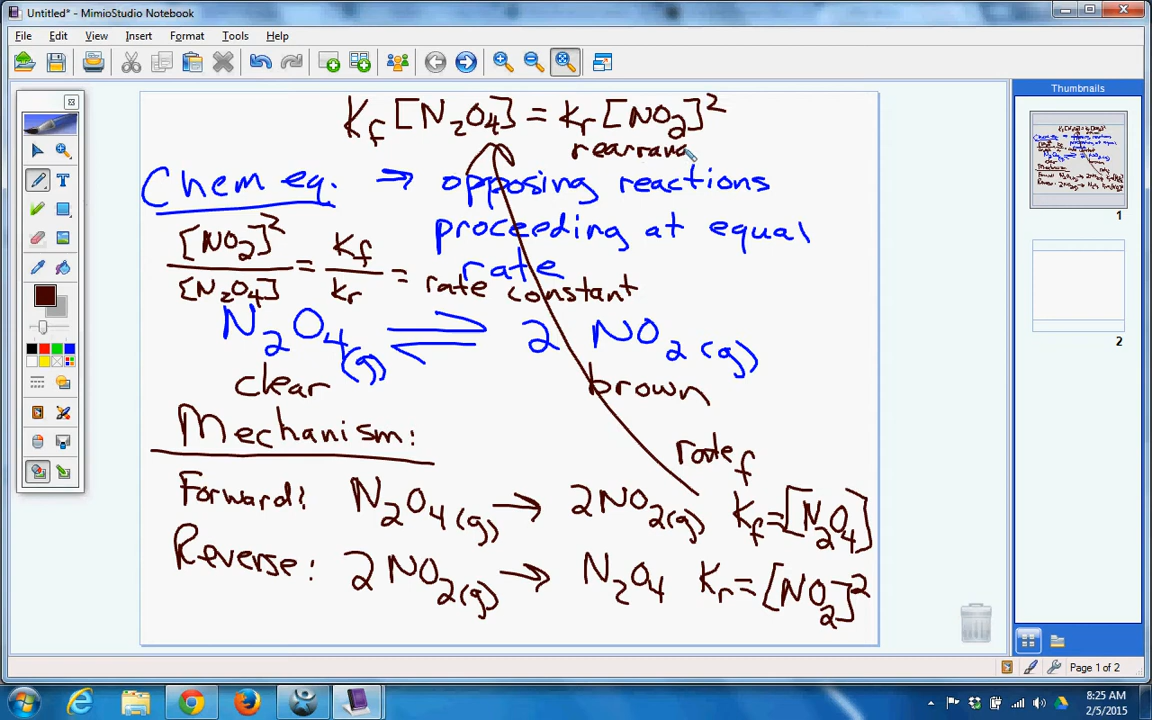 Untitled* - MimioStudio Notebook
File Edit View Insert Format Tools Help
Kf [N2O4] = Kr [NO2]²
rearrang
Chem eq. → opposing reactions
proceeding at equal
rate
[NO2]² / [N2O4] = Kf / Kr = rate constant
N2O4(g) ⇌ 2 NO2(g)
clear brown
Mechanism:
ratef
Forward: N2O4(g) → 2NO2(g) Kf = [N2O4]
Reverse: 2NO2(g) → N2O4 Kr = [NO2]²
Thumbnails
1
2
Page 1 of 2
8:25 AM
2/5/2015